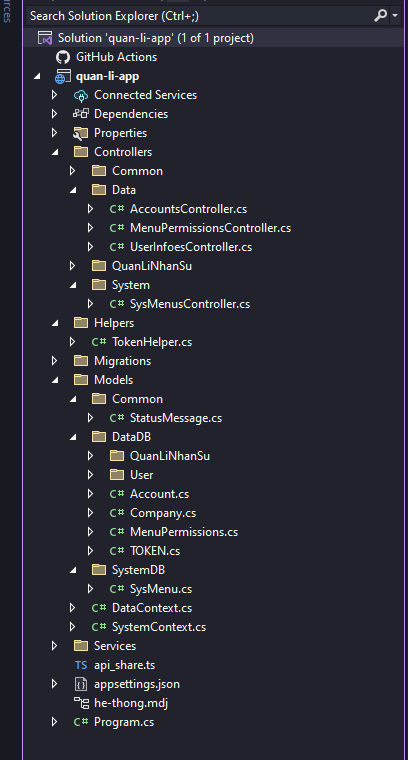 urces
Search Solution Explorer (Ctrl+;)
Solution 'quan-li-app' (1 of 1 project)
GitHub Actions
quan-li-app
Connected Services
Dependencies
Properties
Controllers
Common
Data
C# AccountsController.cs
C# MenuPermissionsController.cs
C# UserInfoesController.cs
QuanLiNhanSu
System
C# SysMenusController.cs
Helpers
C# TokenHelper.cs
Migrations
Models
Common
C# StatusMessage.cs
DataDB
QuanLiNhanSu
User
C# Account.cs
C# Company.cs
C# MenuPermissions.cs
C# TOKEN.cs
SystemDB
C# SysMenu.cs
C# DataContext.cs
C# SystemContext.cs
Services
TS api_share.ts
appsettings.json
he-thong.mdj
C# Program.cs